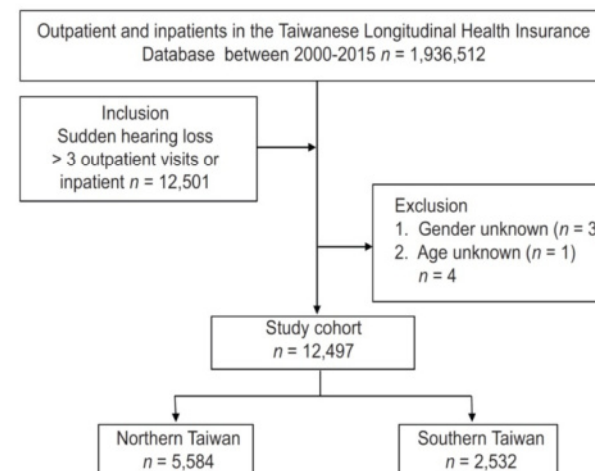 Outpatient and inpatients in the Taiwanese Longitudinal Health Insurance
Database between 2000-2015 n = 1,936,512
Inclusion
Sudden hearing loss
> 3 outpatient visits or
inpatient n = 12,501
Exclusion
1. Gender unknown (n = 3
2. Age unknown (n = 1)
n = 4
Study cohort
n = 12,497
Northern Taiwan
n = 5,584
Southern Taiwan
n = 2,532